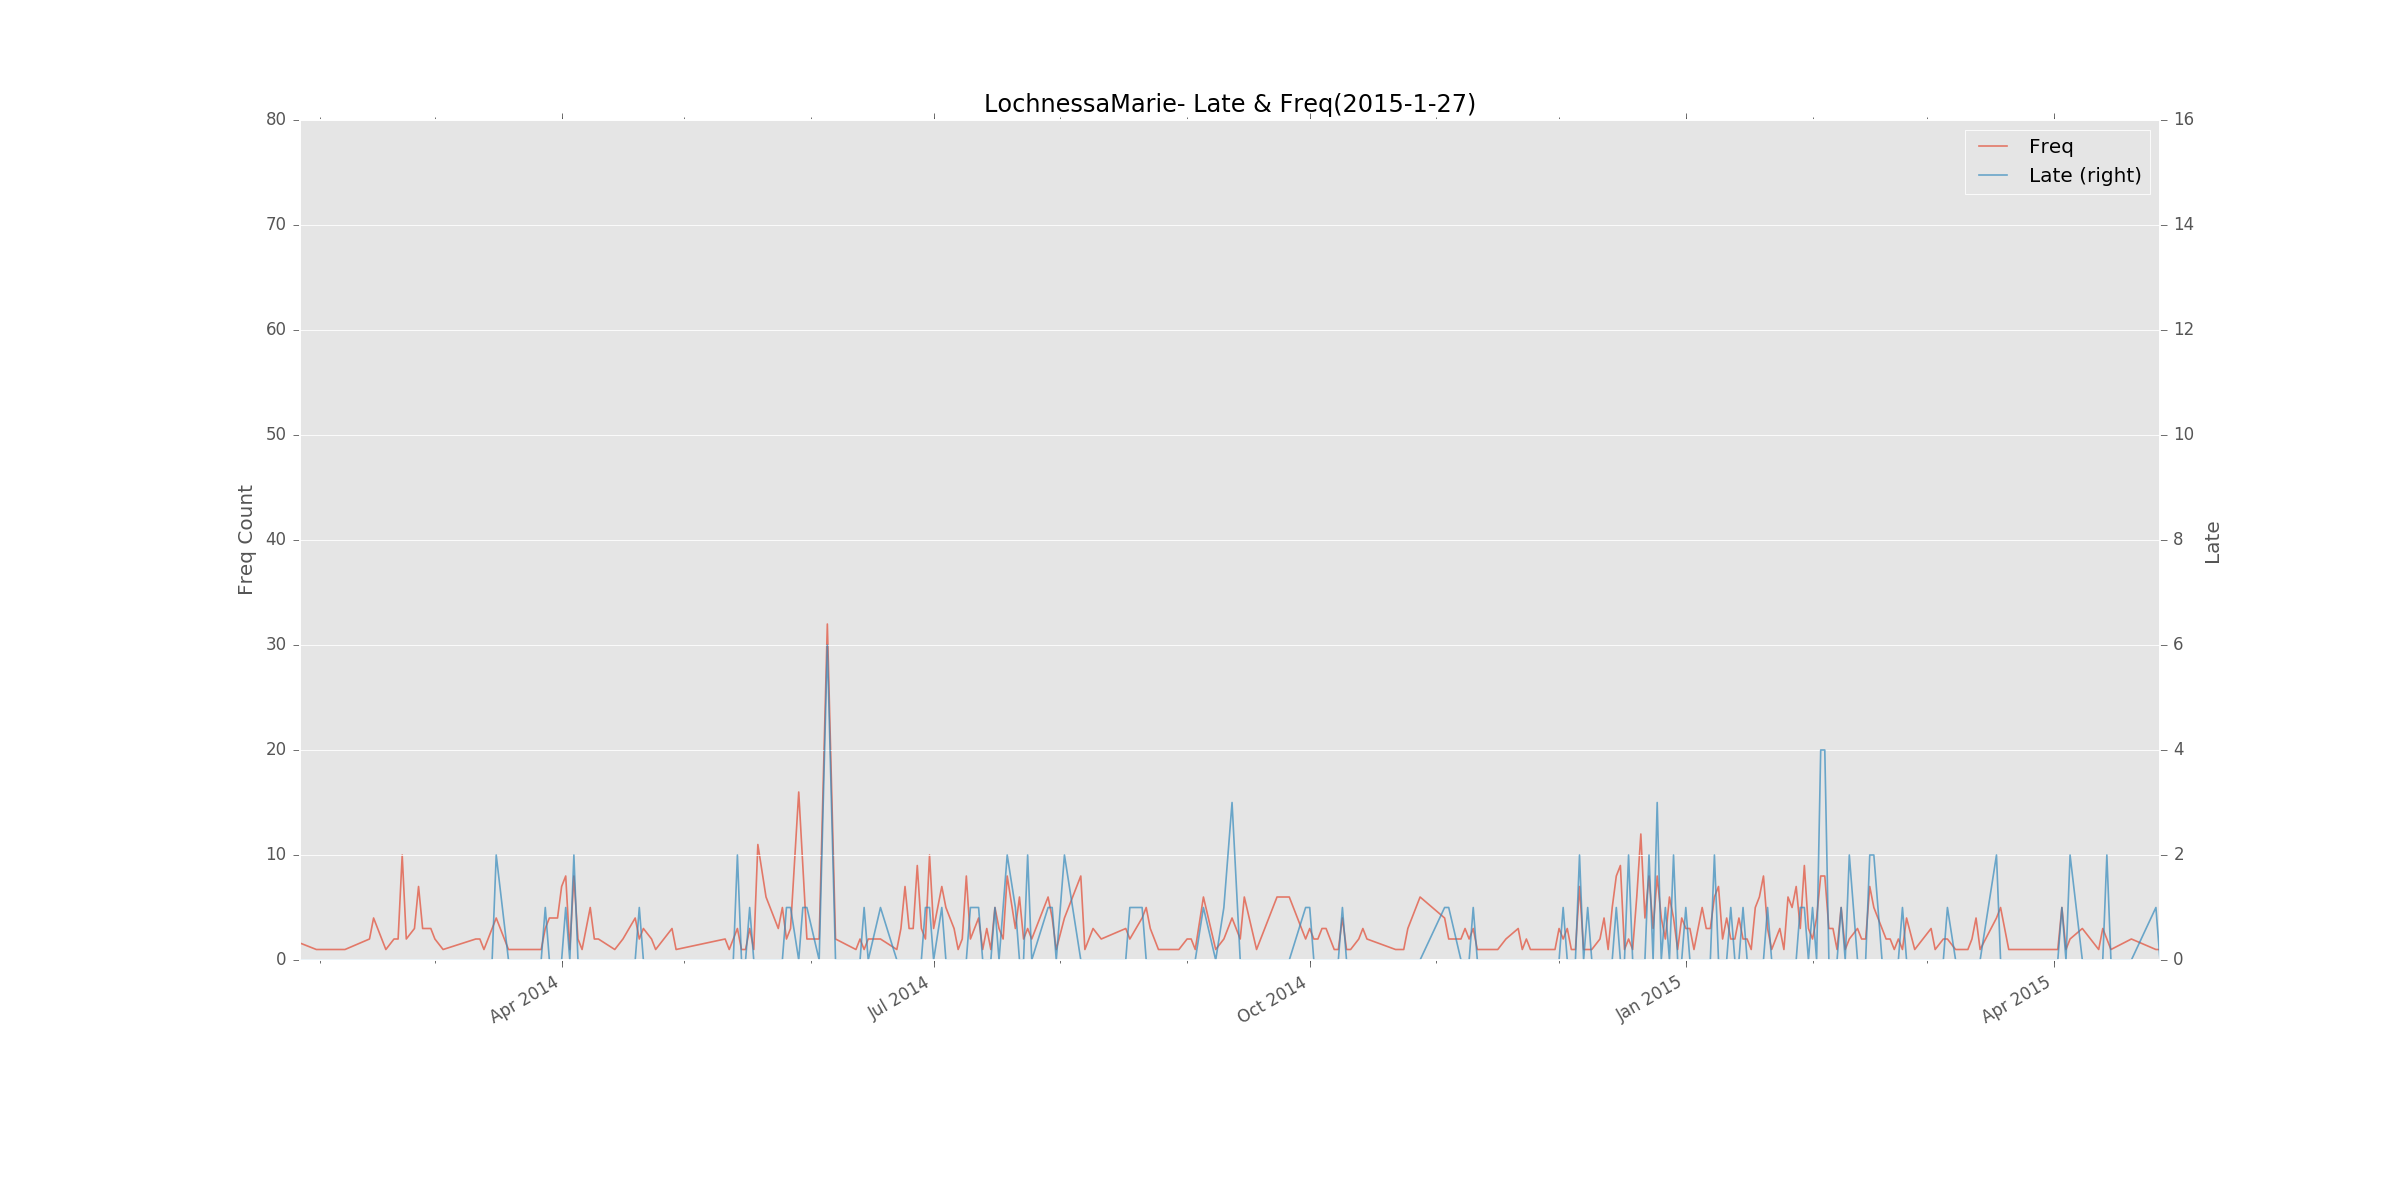 LochnessaMarie- Late & Freq(2015-1-27)
Freq
Late (right)
80
70
60
50
40
30
20
10
0
Freq Count
16
14
12
10
8
6
4
2
0
Late
Apr 2014
Jul 2014
Oct 2014
Jan 2015
Apr 2015